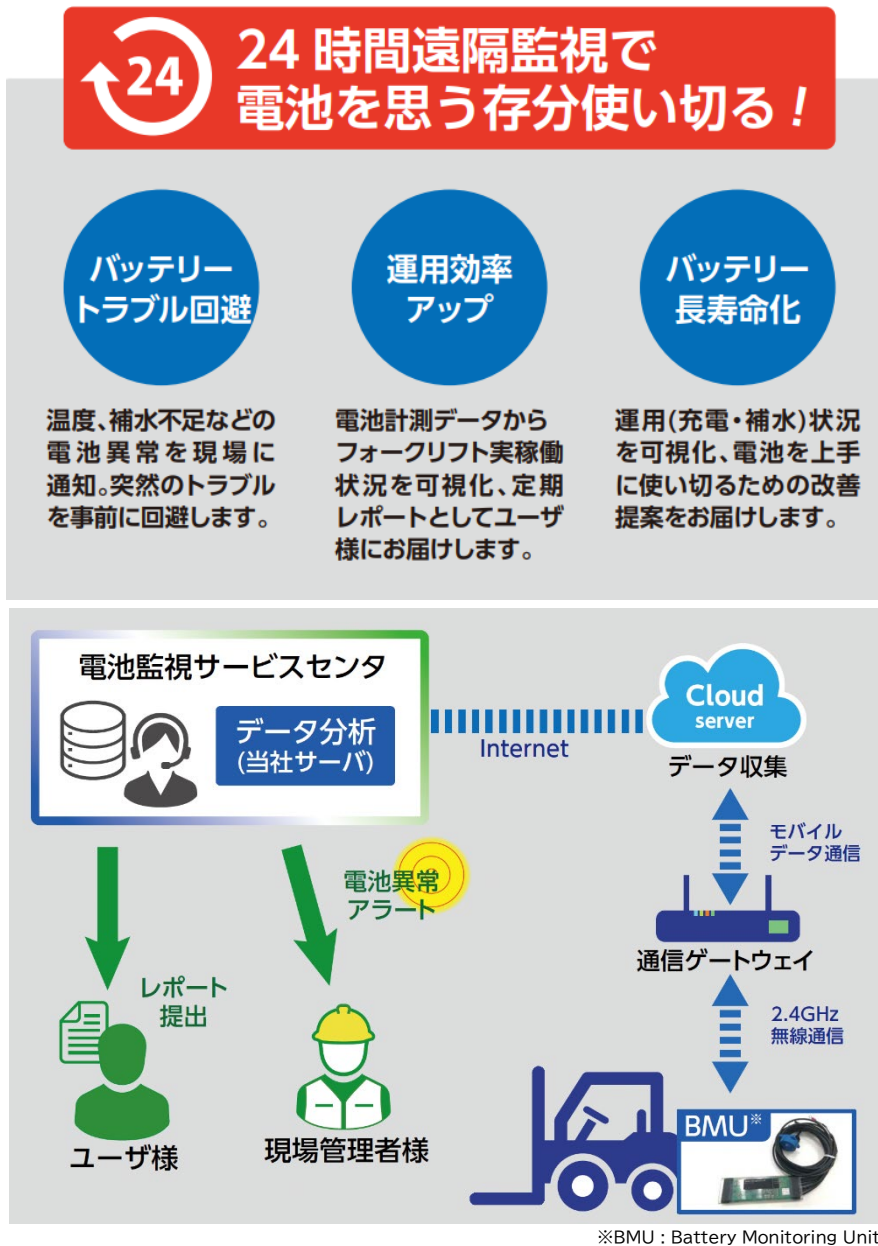 24
24時間遠隔監視で
電池を思う存分使い切る！
バッテリー
トラブル回避
温度、補水不足などの
電池異常を現場に
通知。突然のトラブル
を事前に回避します。
運用効率
アップ
電池計測データから
フォークリフト実稼働
状況を可視化、定期
レポートとしてユーザ
様にお届けします。
バッテリー
長寿命化
運用(充電・補水)状況
を可視化、電池を上手
に使い切るための改善
提案をお届けします。
電池監視サービスセンタ
データ分析
(当社サーバ)
Internet
Cloud
server
データ収集
モバイル
データ通信
通信ゲートウェイ
2.4GHz
無線通信
BMU※
電池異常
アラート
レポート
提出
ユーザ様
現場管理者様
※BMU : Battery Monitoring Unit